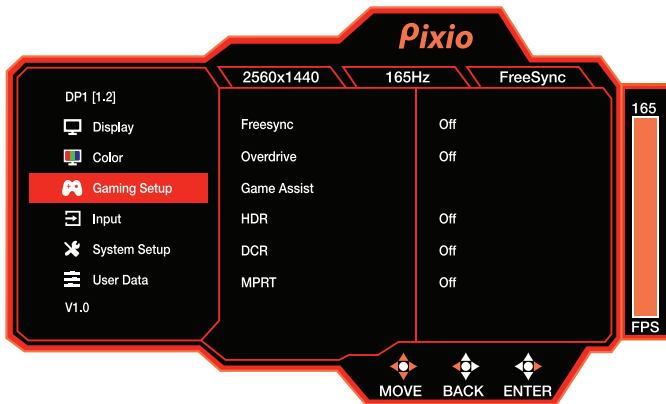 Pixio
2560x1440 165Hz FreeSync
DP1 [1.2]
Display
Color
Gaming Setup
Input
System Setup
User Data
V1.0
Freesync Off
Overdrive Off
Game Assist
HDR Off
DCR Off
MPRT Off
165
FPS
MOVE BACK ENTER